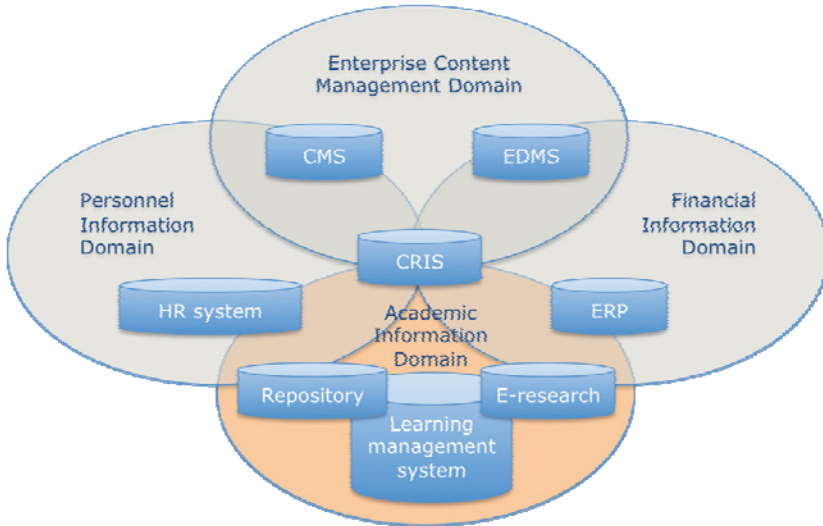 Enterprise Content
Management Domain
CMS
EDMS
Personnel
Information
Domain
Financial
Information
Domain
CRIS
HR system
Academic
Information
Domain
ERP
Repository
E-research
Learning
management
system